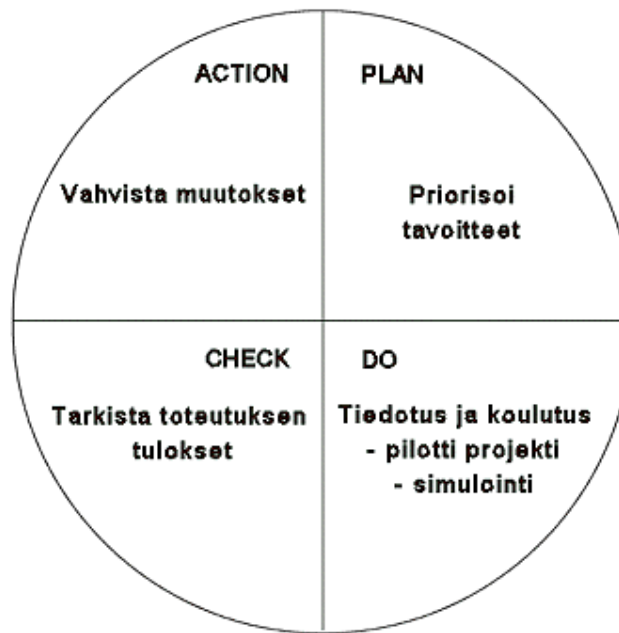 ACTION
PLAN
Vahvista muutokset
Priorisoi
tavoitteet
CHECK
DO
Tarkista toteutuksen
tulokset
Tiedotus ja koulutus
- pilotti projekti
- simulointi